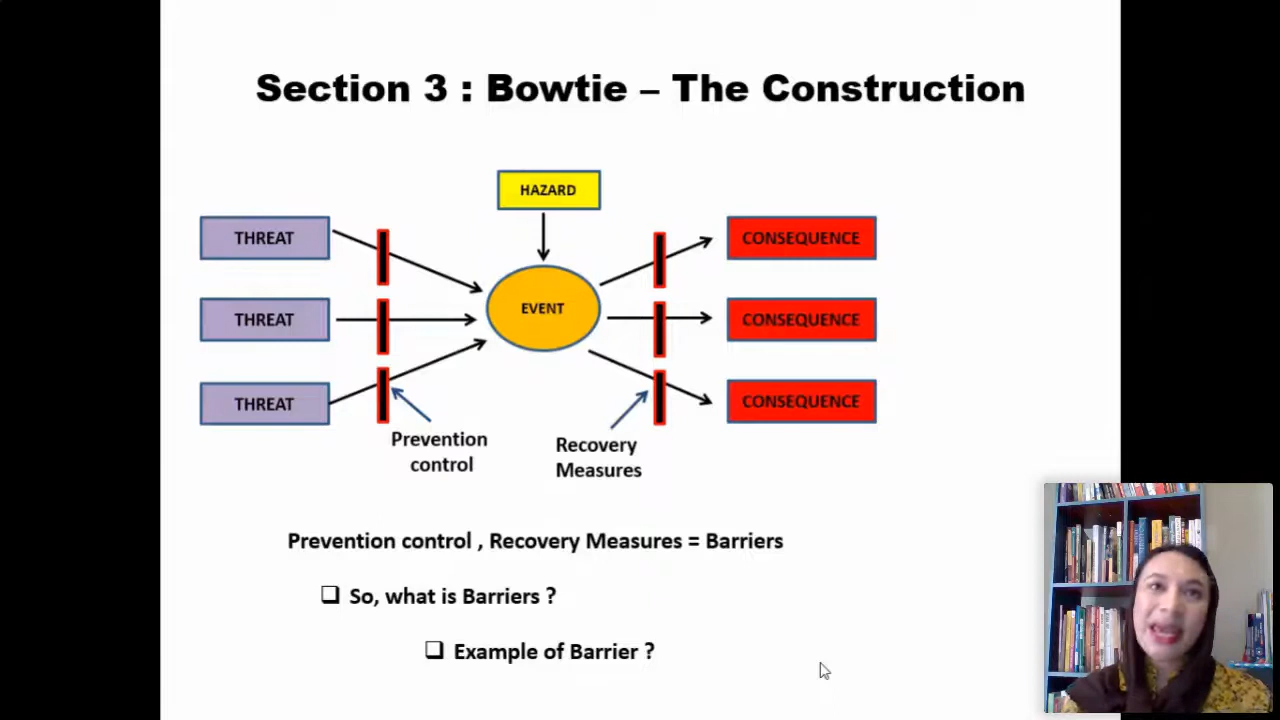 Section 3 : Bowtie – The Construction
HAZARD
THREAT
CONSEQUENCE
EVENT
THREAT
CONSEQUENCE
THREAT
CONSEQUENCE
Prevention
control
Recovery
Measures
Prevention control , Recovery Measures = Barriers
❑ So, what is Barriers ?
❑ Example of Barrier ?